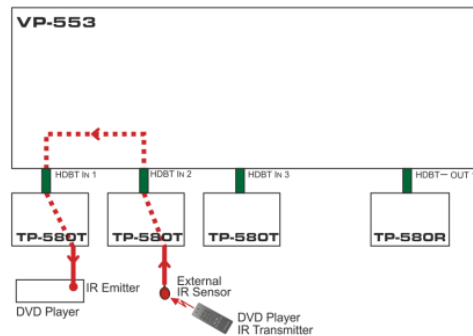 VP-553
HDBT IN 1
HDBT IN 2
HDBT IN 3
HDBT— OUT 1
TP-580T
TP-580T
TP-580T
TP-580R
IR Emitter
DVD Player
External
IR Sensor
DVD Player
IR Transmitter